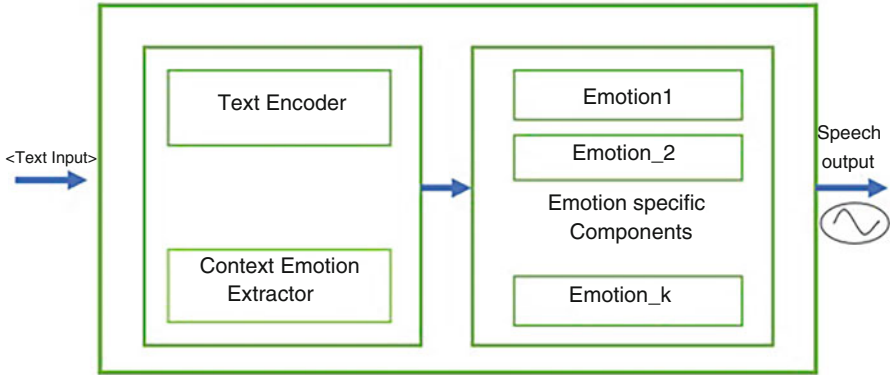 <Text Input>
Text Encoder
Context Emotion
Extractor
Emotion1
Emotion_2
Emotion specific
Components
Emotion_k
Speech
output